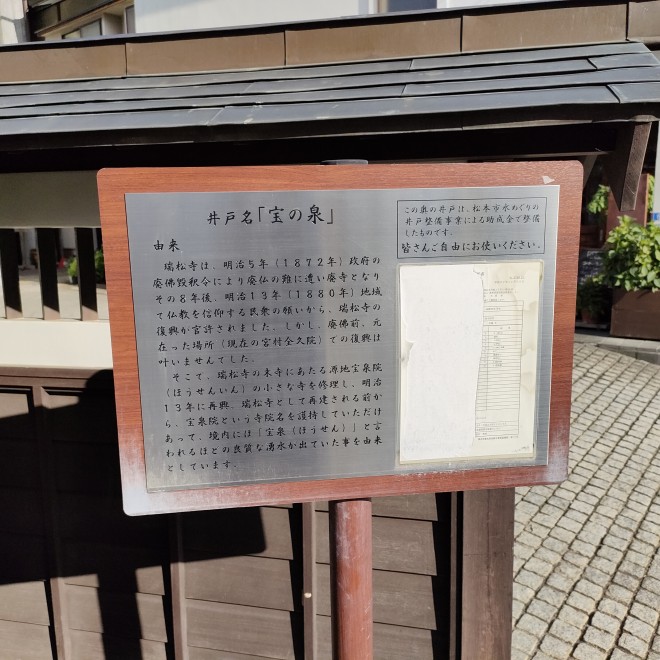 井戸名「宝の泉」
由来
瑞松寺は、明治5年(1872年)政府の
廃佛毀釈令により廃仏の難に遭い廃寺となり
その8年後、明治13年(1880年)地域
で仏教を信仰する民衆の願いから、瑞松寺の
復興が官許されました。しかし、廃佛前、元
在った場所(現在の宮村全久院)での復興は
叶いませんでした。
そこで、瑞松寺の末寺にあたる源地宝泉院
(ほうせんいん)の小さな寺を修理し、明治
13年に再興、瑞松寺として再建される前か
ら、宝泉院という寺院名を護持していただけ
あって、境内には「宝泉(ほうせん)」と言
われるほどの良質な湧水が出ていた事を由来
としています。
この奥の井戸は、松本市水めぐりの
井戸整備事業による助成金で整備
したものです。
皆さんご自由にお使いください。